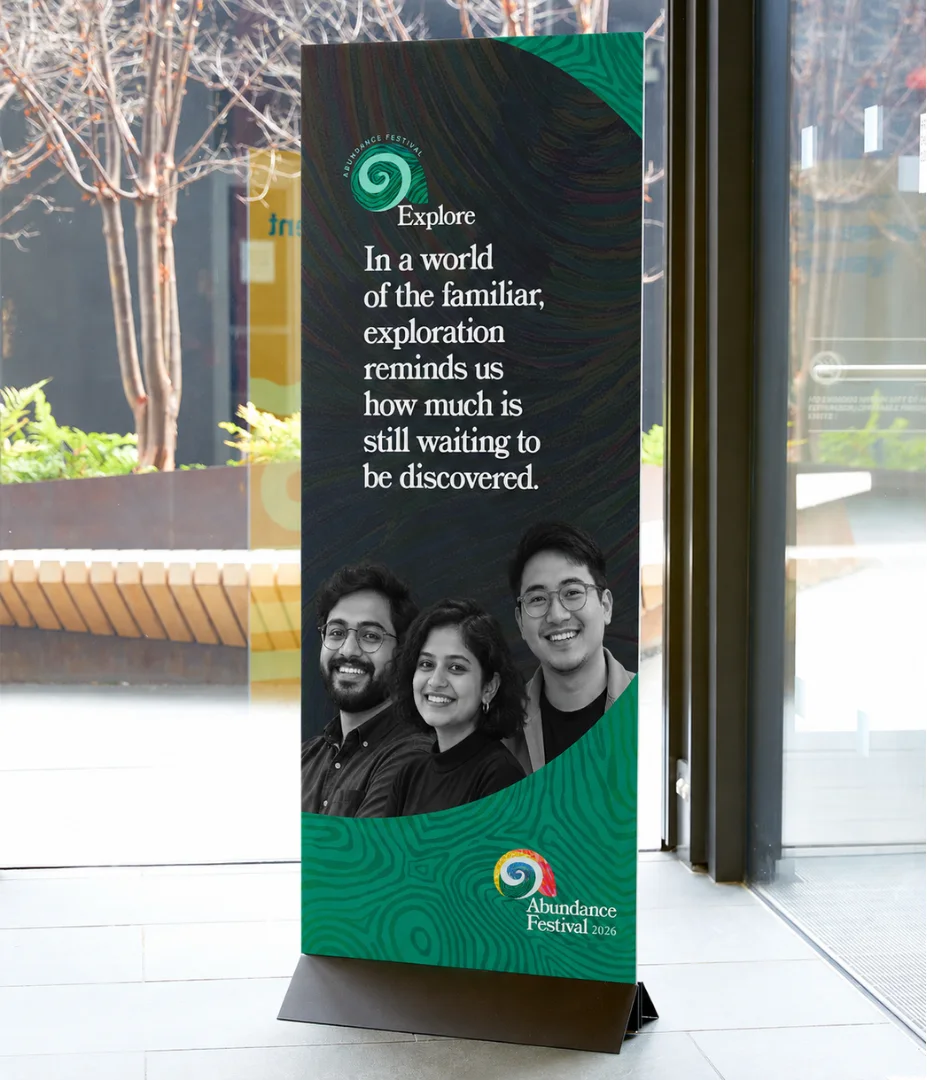 ABUNDANCE FESTIVAL
Explore
In a world
of the familiar,
exploration
reminds us
how much is
still waiting to
be discovered.
Abundance
Festival 2026